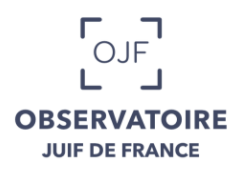 OJF
OBSERVATOIRE
JUIF DE FRANCE